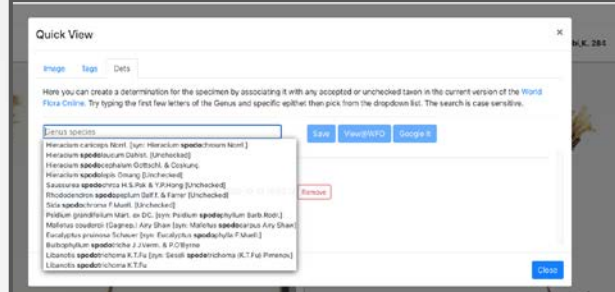 Quick View
×
bi,K. 284
Image Tags Dets
Here you can create a determination for the specimen by associating it with any accepted or unchecked taxon in the current version of the World
Flora Online. Try typing the first few letters of the Genus and specific epithet then pick from the dropdown list. The search is case sensitive.
Genus species
Save View@WFO Google It
Hieracium cariceps Norrl. [syn: Hieracium spodochroum Norrl.]
Hieracium spodoleucum Dahlst. [Unchecked]
Hieracium spodocephalum Gottschl. & Coşkunç.
Hieracium spodolepis Omang [Unchecked]
Saussurea spodochroa H.S.Pak & Y.P.Hong [Unchecked]
Rhododendron spodopeplum Balf.f. & Farrer [Unchecked]
Sida spodochroma F.Muell. [Unchecked]
Remove
Psidium grandifolium Mart. ex DC. [syn: Psidium spodophyllum Barb.Rodr.]
Mallotus (Gagnep.) Airy Shaw [syn: Mallotus spodocarpus Airy Shaw]
Eucalyptus pruinosa Schauer [syn: Eucalyptus spodophylla F.Muell.]
Bulbophyllum spodotriche J.J.Verm. & P.O'Byrne
Libanotis spodotrichoma K.T.Fu [syn: Seseli spodotrichoma (K.T.Fu) Pimenov]
Libanotis spodotrichoma K.T.Fu
Close